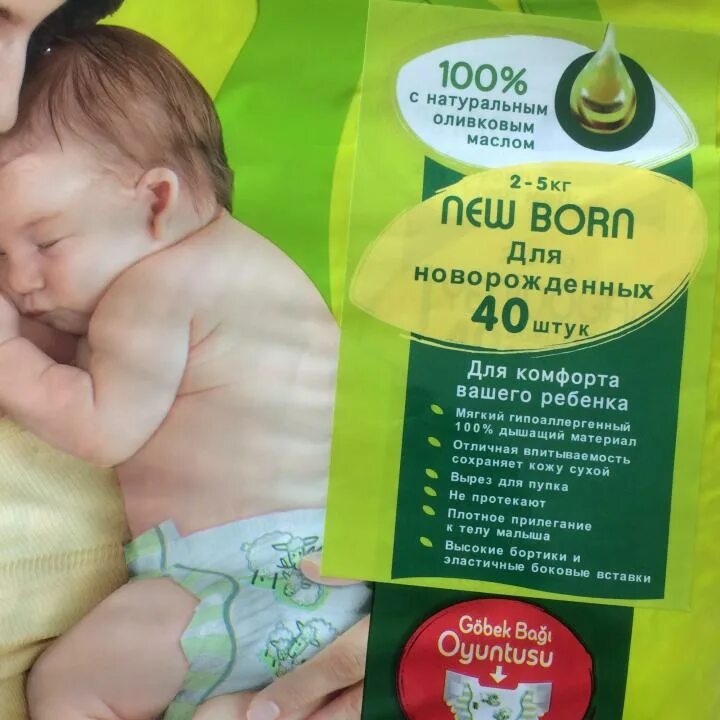 100%
с натуральным
оливковым
маслом
2-5кг
new born
Для
новорожденных
40 штук
Для комфорта
вашего ребенка
Мягкий гипоаллергенный
100% дышащий материал
Отличная впитываемость
сохраняет кожу сухой
Вырез для пупка
Не протекают
Плотное прилегание
к телу малыша
Высокие бортики и
эластичные боковые вставки
Göbek Bağı
Oyuntusu